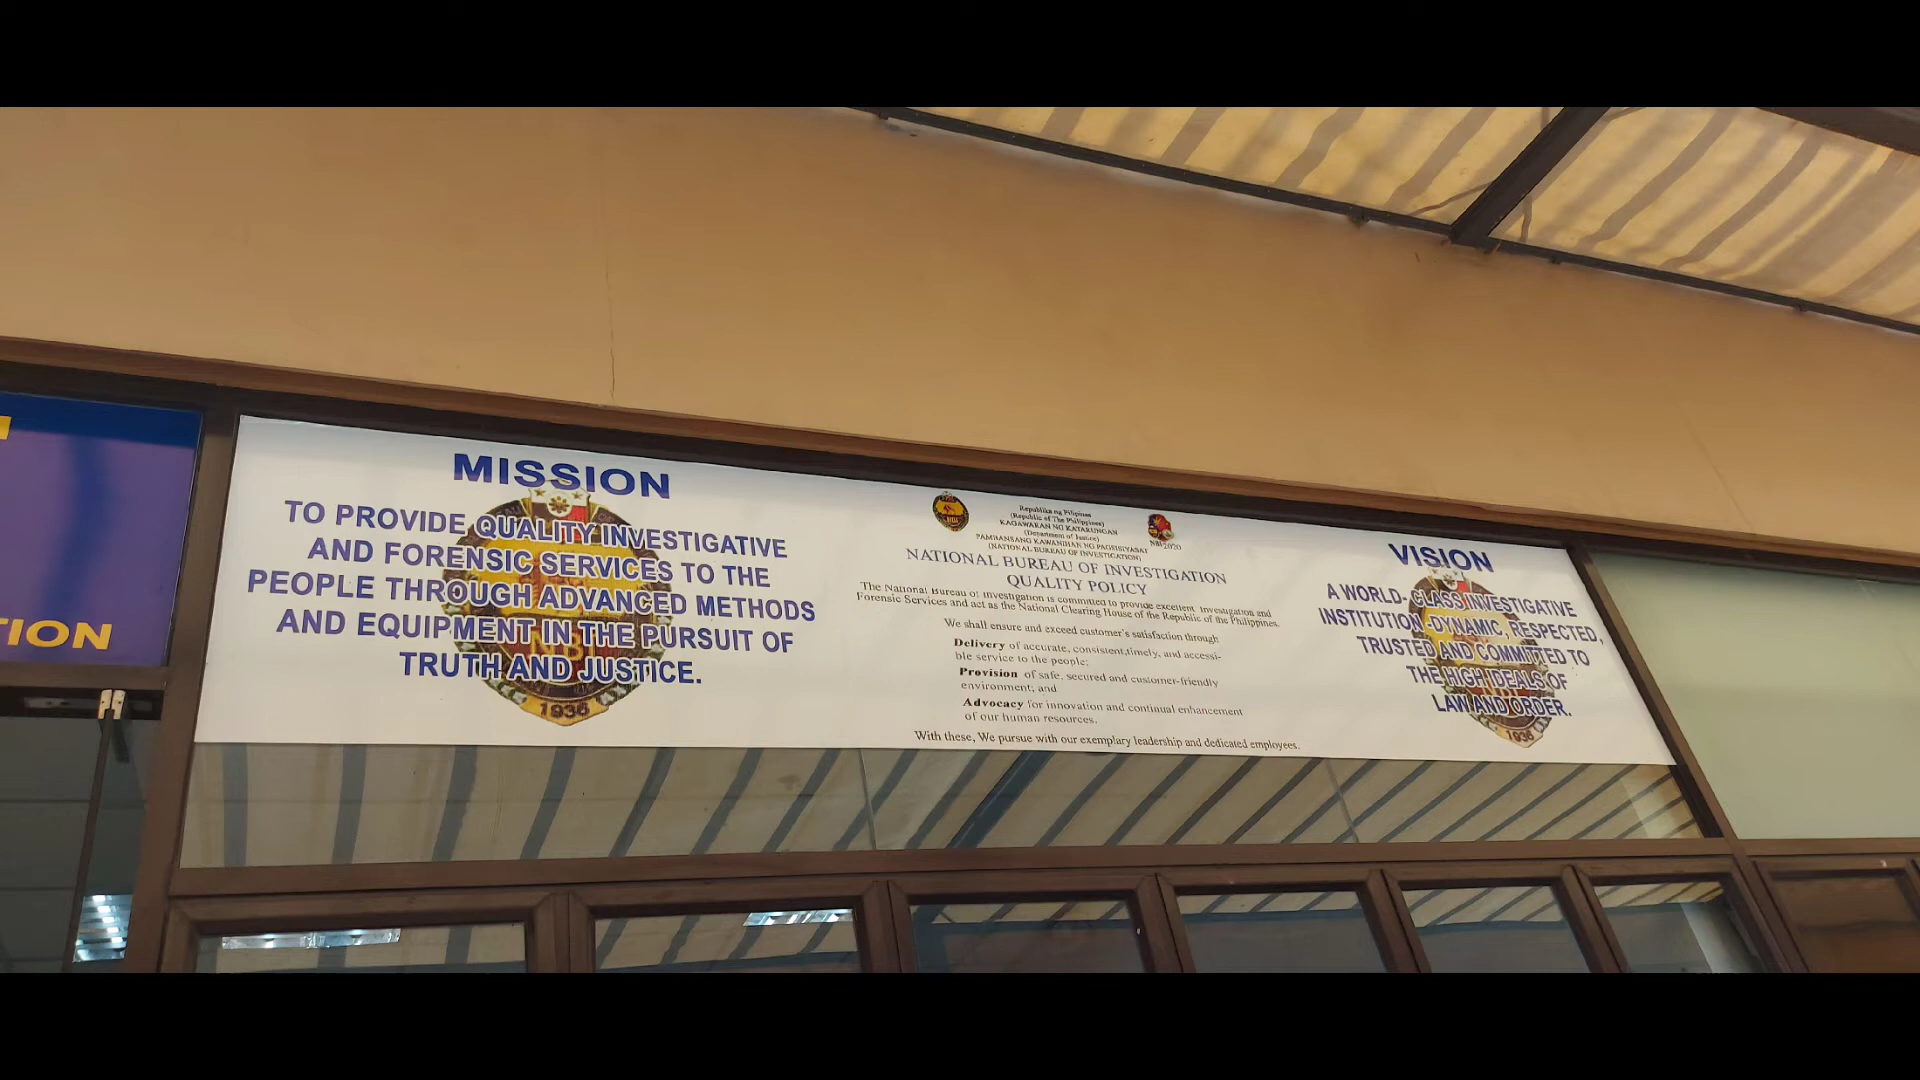 TION
MISSION
TO PROVIDE QUALITY INVESTIGATIVE
AND FORENSIC SERVICES TO THE
PEOPLE THROUGH ADVANCED METHODS
AND EQUIPMENT IN THE PURSUIT OF
TRUTH AND JUSTICE.
NBI
1936
Republika ng Pilipinas
(Republic of The Philippines)
KAGAWARAN NG KATARUNGAN
(Department of Justice)
PAMBANSANG KAWANIHAN NG PAGSISIYASAT
(NATIONAL BUREAU OF INVESTIGATION)
NBI 2020
NATIONAL BUREAU OF INVESTIGATION
QUALITY POLICY
The National Bureau of Investigation is committed to provide excellent Investigation and
Forensic Services and act as the National Clearing House of the Republic of the Philippines.
We shall ensure and exceed customer's satisfaction through
Delivery of accurate, consistent,timely, and accessi-
ble service to the people;
Provision of safe, secured and customer-friendly
environment; and
Advocacy for innovation and continual enhancement
of our human resources.
With these, We pursue with our exemplary leadership and dedicated employees.
VISION
A WORLD- CLASS INVESTIGATIVE
INSTITUTION -DYNAMIC, RESPECTED,
TRUSTED AND COMMITTED TO
THE HIGH IDEALS OF
LAW AND ORDER.
1936